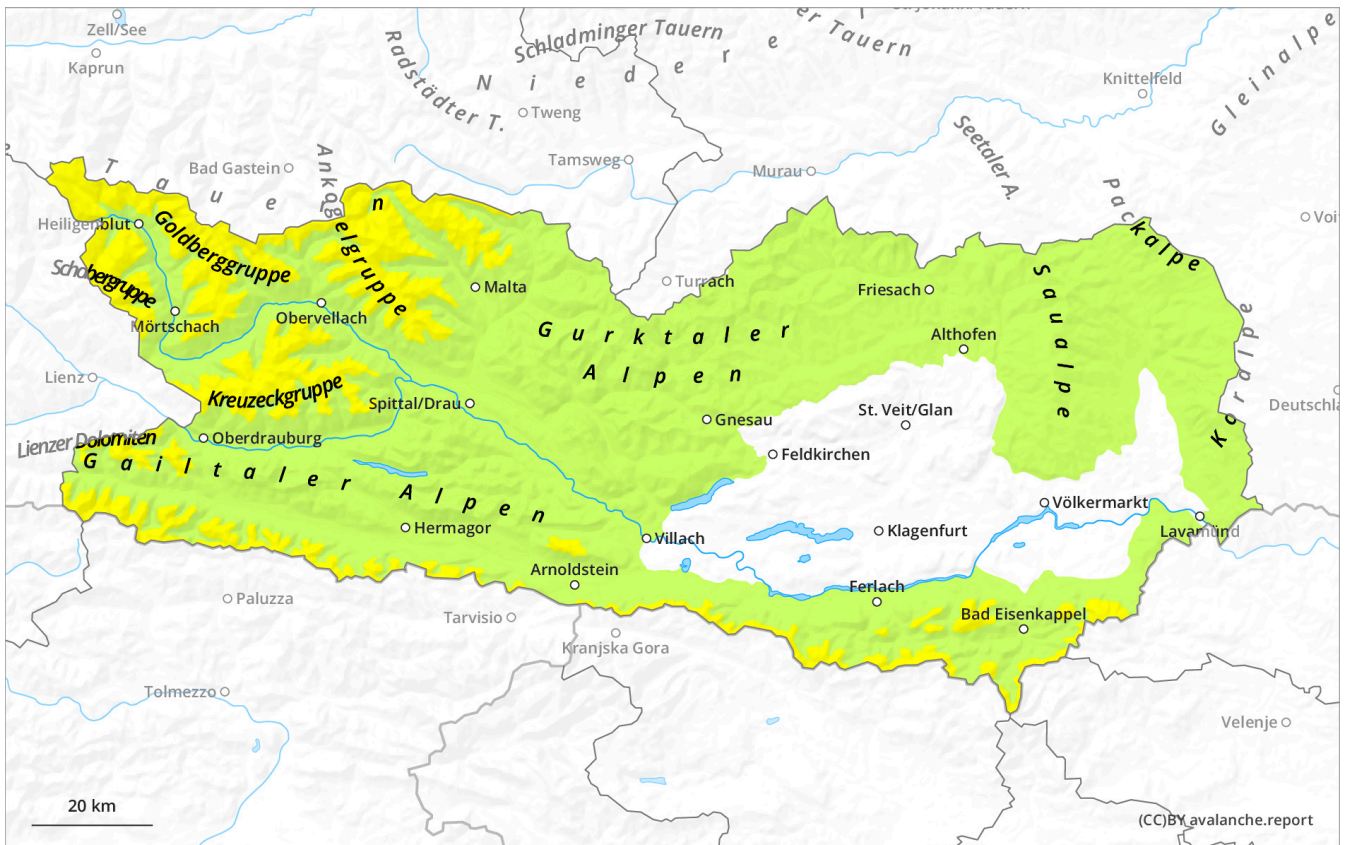 Zell/See
Kaprun
Schladminger Tauern
Niedere
er Tauern
Radstädter T.
Tweng
Tamsweg
Murau
Knittelfeld
Gleinalpe
Seetaler A.
Packalpe
Bad Gastein
Ankogelgruppe
Heiligenblut
Goldberggruppe
Schobergruppe
Mörtschach
Obervellach
Malta
Turrach
Friesach
Gurktaler
Alpen
Althofen
Saualpe
Koralpe
Lienz
Kreuzeckgruppe
Spittal/Drau
Gnesau
St. Veit/Glan
Oberdrauburg
Lienzer Dolomiten
Gailtaler Alpen
Feldkirchen
Hermagor
Villach
Klagenfurt
Völkermarkt
Lavamünd
Arnoldstein
Ferlach
Bad Eisenkappel
Paluzza
Tarvisio
Kranjska Gora
Tolmezzo
Velenje
20 km
(CC)BY avalanche.report